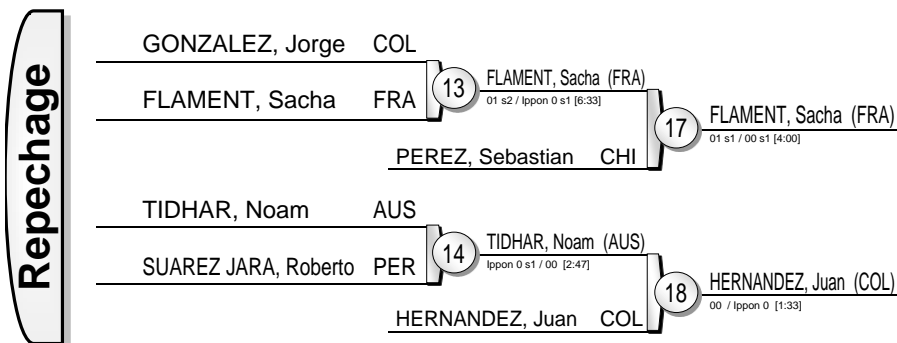 Repechage
GONZALEZ, Jorge COL
FLAMENT, Sacha FRA
13
FLAMENT, Sacha (FRA)
01 s2 / Ippon 0 s1 [6:33]
PEREZ, Sebastian CHI
17
FLAMENT, Sacha (FRA)
01 s1 / 00 s1 [4:00]
TIDHAR, Noam AUS
SUAREZ JARA, Roberto PER
14
TIDHAR, Noam (AUS)
Ippon 0 s1 / 00 [2:47]
HERNANDEZ, Juan COL
18
HERNANDEZ, Juan (COL)
00 / Ippon 0 [1:33]